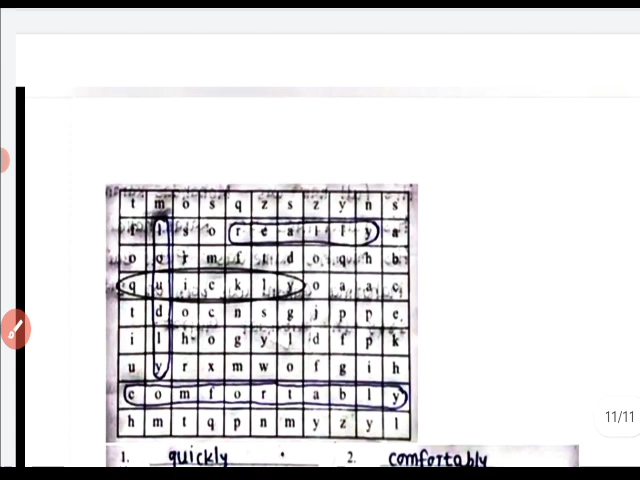 t m o s q z s z y n s
f l s o r e a l l y a
o o r m f t d o q h b
q u i c k l y o a a c
t d o c n s g j p r e
i l h o g y l d f p k
u y r x m w o f g i h
c o m f o r t a b l y
h m t q p n m y z y l
1. quickly 2. comfortably
11/11